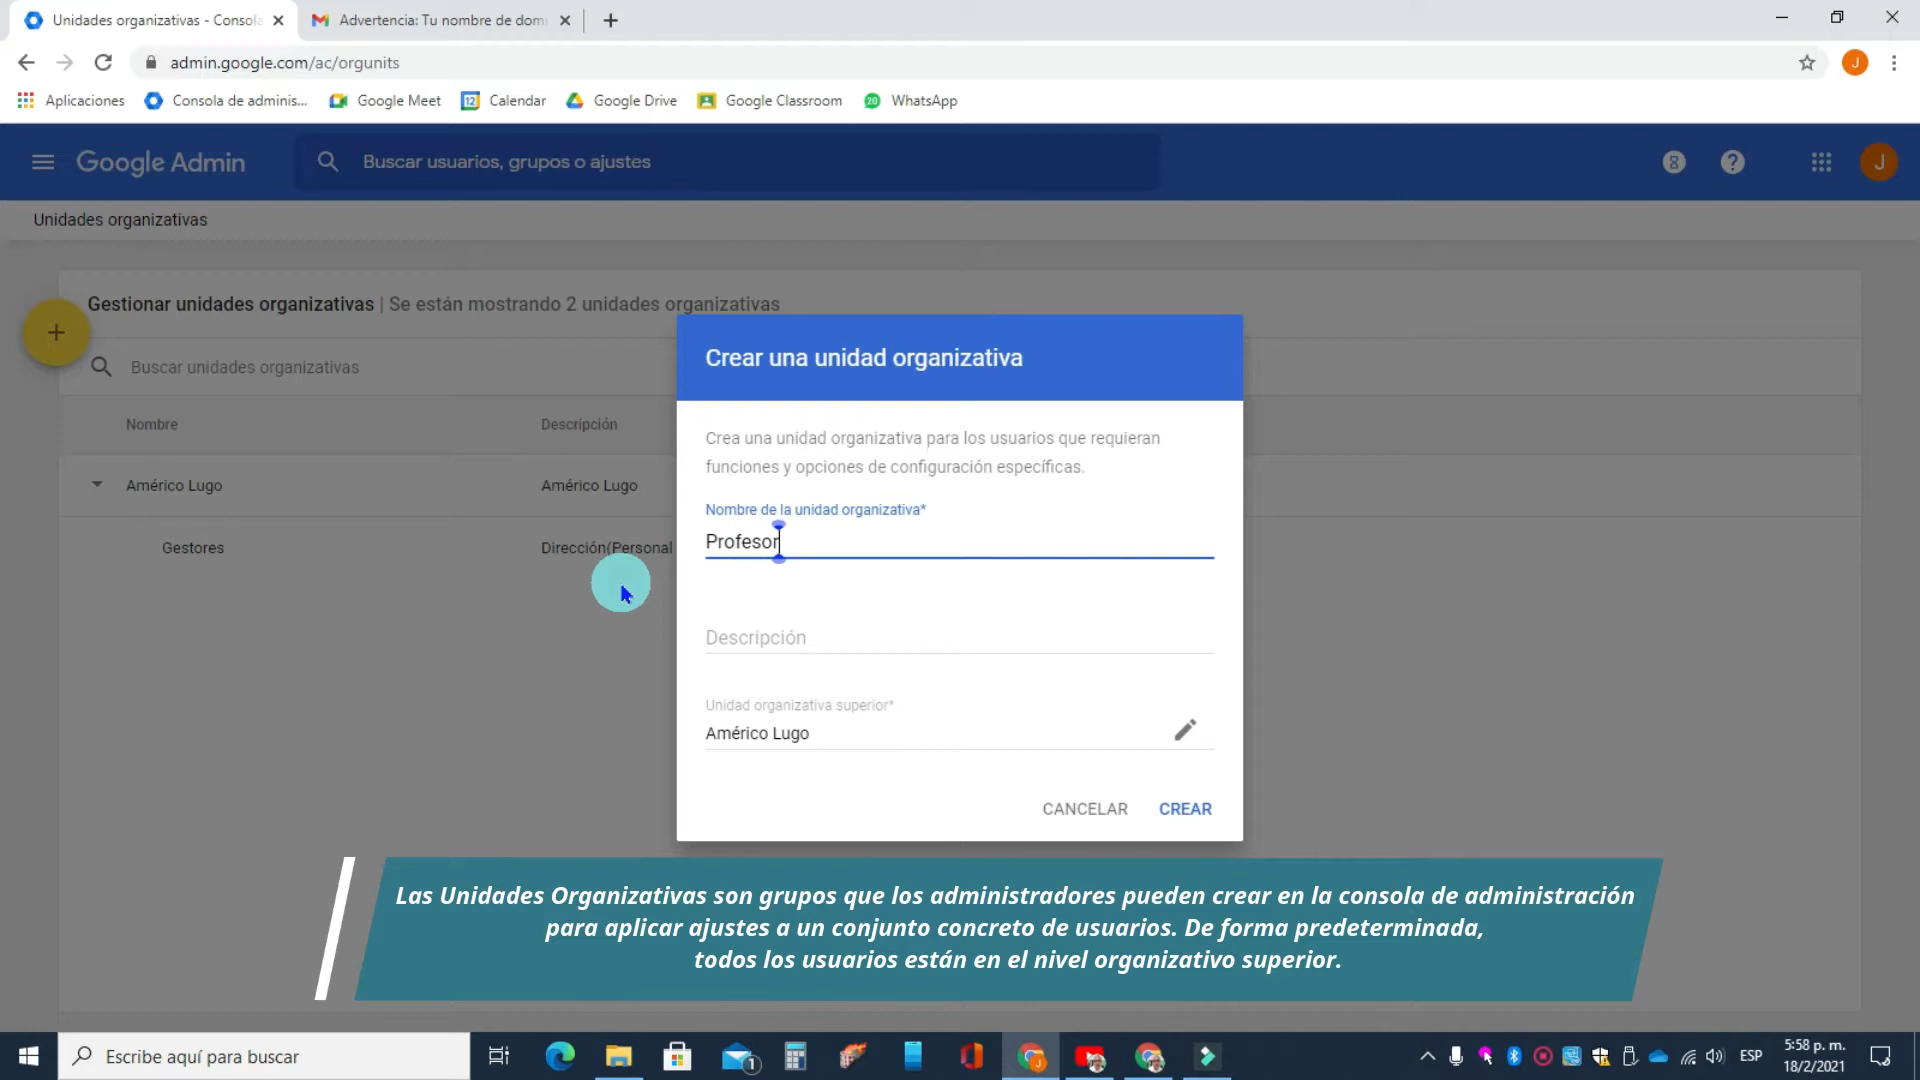 Unidades organizativas - Consola
Advertencia: Tu nombre de domi
admin.google.com/ac/orgunits
J
Aplicaciones
Consola de adminis...
Google Meet
12
Calendar
Google Drive
Google Classroom
20
WhatsApp
Google Admin
Buscar usuarios, grupos o ajustes
8
?
J
Unidades organizativas
Gestionar unidades organizativas | Se están mostrando 2 unidades organizativas
+
Buscar unidades organizativas
Nombre
Descripción
Américo Lugo
Américo Lugo
Gestores
Dirección(Personal
Crear una unidad organizativa
Crea una unidad organizativa para los usuarios que requieran
funciones y opciones de configuración específicas.
Nombre de la unidad organizativa*
Profesor
Descripción
Unidad organizativa superior*
Américo Lugo
CANCELAR
CREAR
Las Unidades Organizativas son grupos que los administradores pueden crear en la consola de administración
para aplicar ajustes a un conjunto concreto de usuarios. De forma predeterminada,
todos los usuarios están en el nivel organizativo superior.
Escribe aquí para buscar
1
J
ESP
5:58 p. m.
18/2/2021